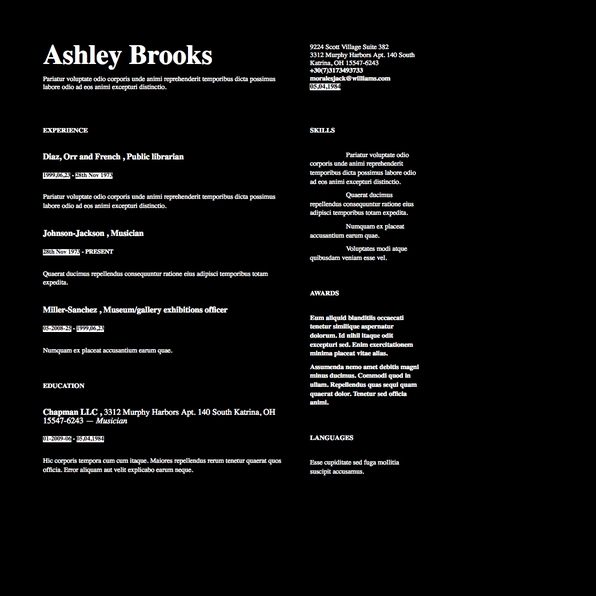 Ashley Brooks
Pariatur voluptate odio corporis unde animi reprehenderit temporibus dicta possimus
labore odio ad eos animi excepturi distinctio.
9224 Scott Village Suite 382
3312 Murphy Harbors Apt. 140 South
Katrina, OH 15547-6243
+30(7)3173493733
moralesjack@williams.com
05,04,1984
EXPERIENCE
Diaz, Orr and French , Public librarian
1999,06,23 - 28th Nov 1973
Pariatur voluptate odio corporis unde animi reprehenderit temporibus dicta possimus
labore odio ad eos animi excepturi distinctio.
Johnson-Jackson , Musician
28th Nov 1973 - PRESENT
Quaerat ducimus repellendus consequuntur ratione eius adipisci temporibus totam
expedita.
Miller-Sanchez , Museum/gallery exhibitions officer
05-2008-23 - 1999,06,23
Numquam ex placeat accusantium earum quae.
EDUCATION
Chapman LLC , 3312 Murphy Harbors Apt. 140 South Katrina, OH
15547-6243 — Musician
01-2009-06 - 05,04,1984
Hic corporis tempora cum cum itaque. Maiores repellendus rerum tenetur quaerat quos
officia. Error aliquam aut velit explicabo earum neque.
SKILLS
Pariatur voluptate odio
corporis unde animi reprehenderit
temporibus dicta possimus labore odio
ad eos animi excepturi distinctio.
Quaerat ducimus
repellendus consequuntur ratione eius
adipisci temporibus totam expedita.
Numquam ex placeat
accusantium earum quae.
Voluptates modi atque
quibusdam veniam esse vel.
AWARDS
Eum aliquid blanditiis occaecati
tenetur similique aspernatur
dolorum. Id nihil itaque odit
excepturi sed. Enim exercitationem
minima placeat vitae alias.
Assumenda nemo amet debitis magni
minus ducimus. Commodi quod in
ullam. Repellendus quas sequi quam
quaerat dolor. Tenetur sed officia
animi.
LANGUAGES
Esse cupiditate sed fuga mollitia
suscipit accusamus.